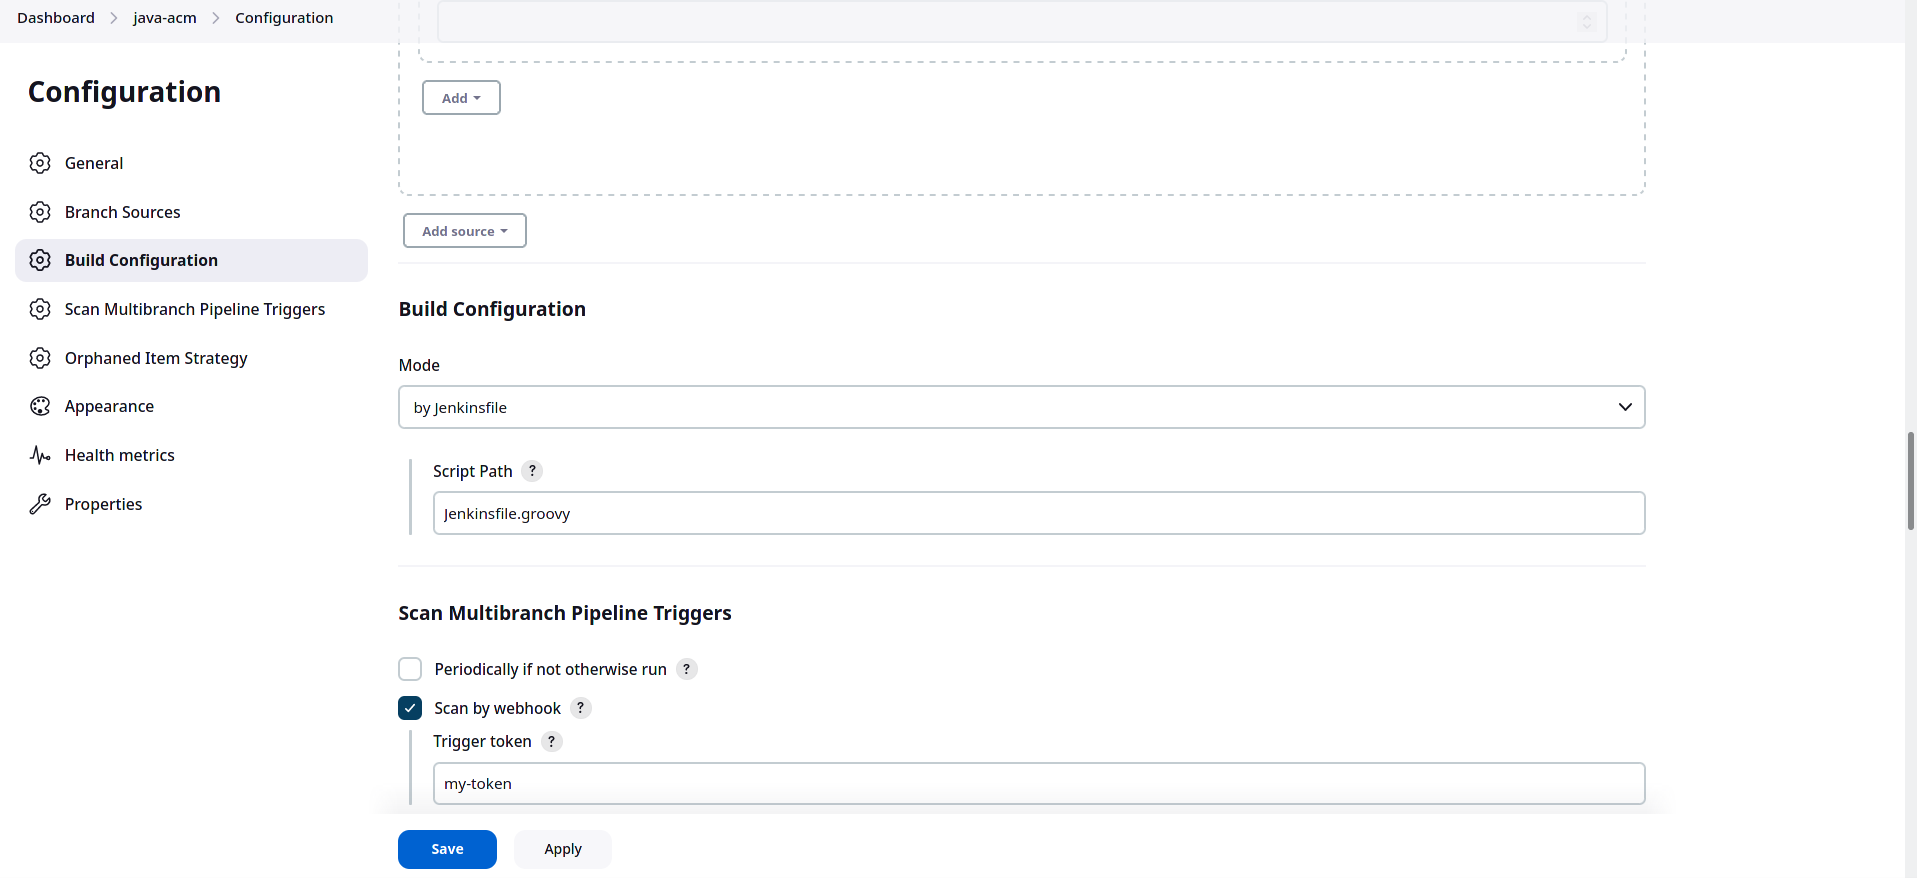 Dashboard > java-acm > Configuration
Configuration
General
Branch Sources
Build Configuration
Scan Multibranch Pipeline Triggers
Orphaned Item Strategy
Appearance
Health metrics
Properties
Add
Add source
Build Configuration
Mode
by Jenkinsfile
Script Path ?
Jenkinsfile.groovy
Scan Multibranch Pipeline Triggers
Periodically if not otherwise run ?
Scan by webhook ?
Trigger token ?
my-token
Save Apply